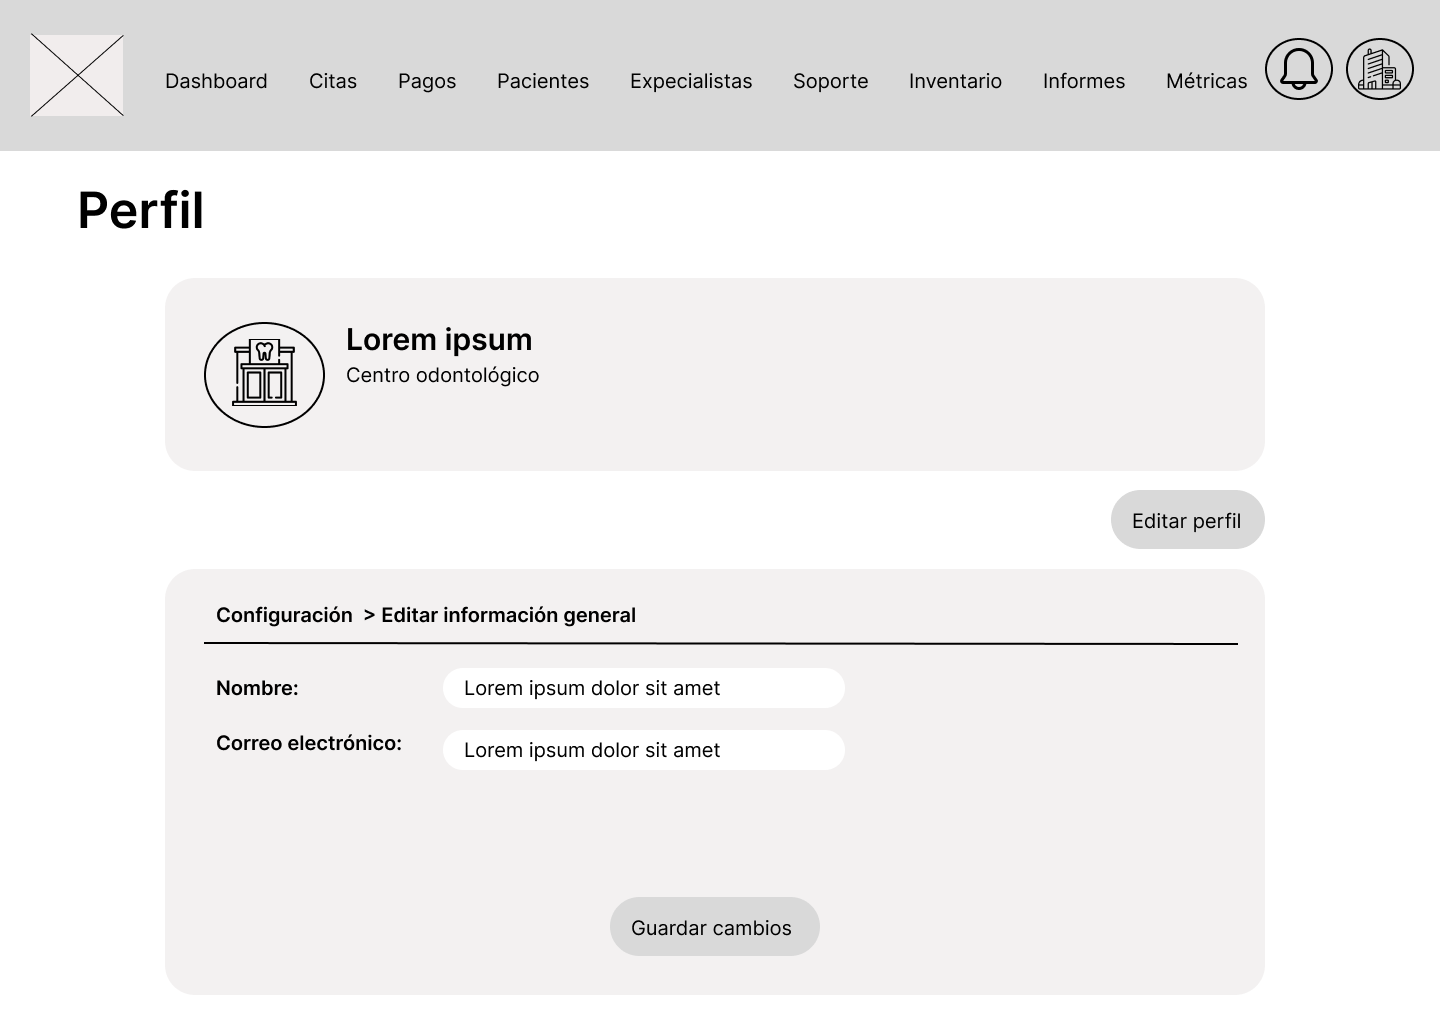 Dashboard Citas Pagos Pacientes Expecialistas Soporte Inventario Informes Métricas
Perfil
Lorem ipsum
Centro odontológico
Editar perfil
Configuración > Editar información general
Nombre: Lorem ipsum dolor sit amet
Correo electrónico: Lorem ipsum dolor sit amet
Guardar cambios